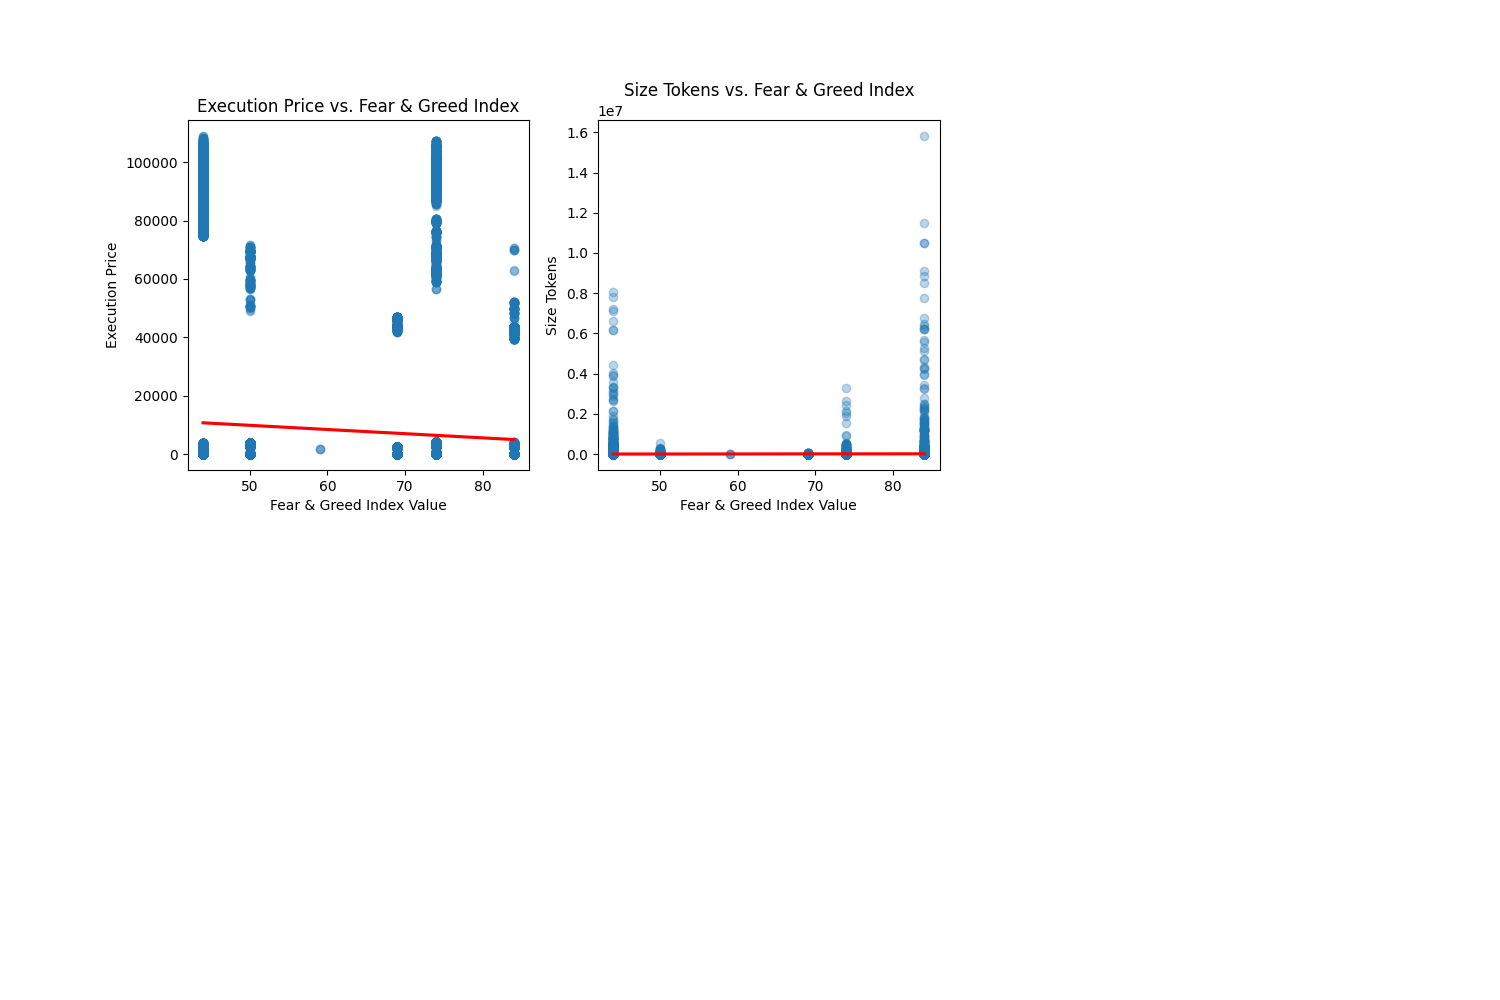 Execution Price vs. Fear & Greed Index
100000
80000
60000
40000
20000
0
Execution Price
50 60 70 80
Fear & Greed Index Value
Size Tokens vs. Fear & Greed Index
1e7
1.6
1.4
1.2
1.0
0.8
0.6
0.4
0.2
0.0
Size Tokens
50 60 70 80
Fear & Greed Index Value